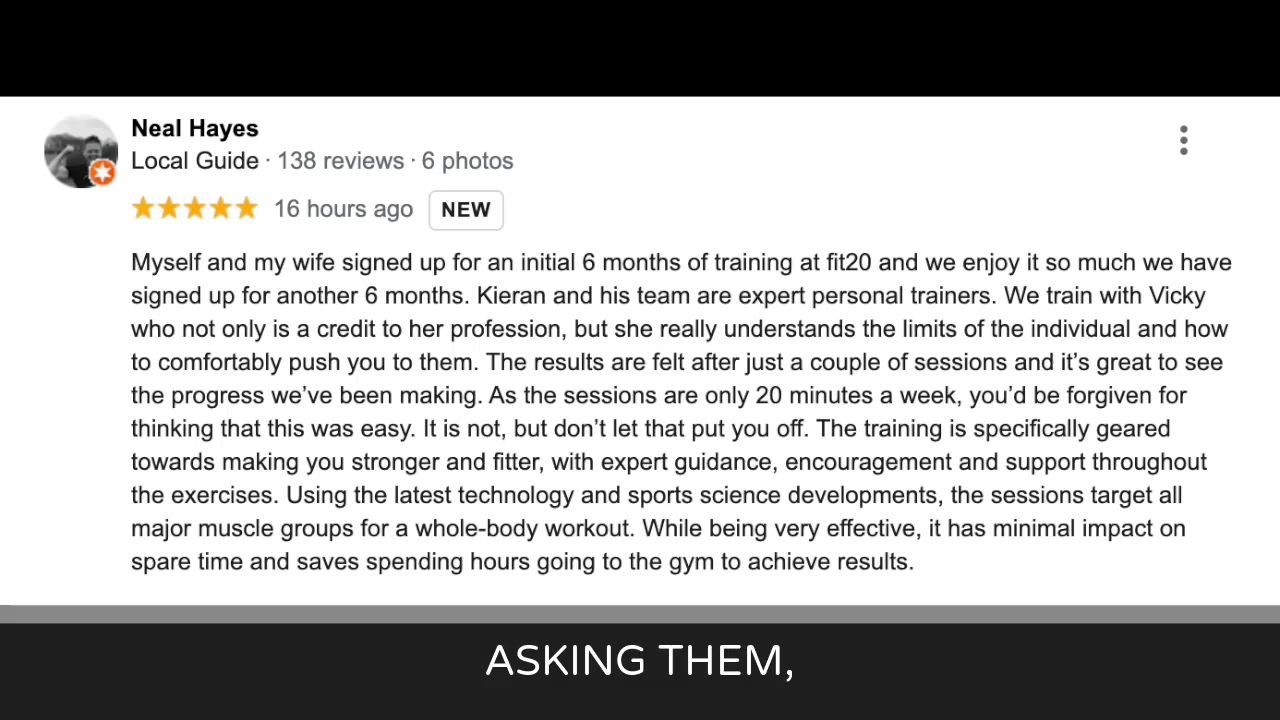 Neal Hayes
Local Guide · 138 reviews · 6 photos
16 hours ago NEW
Myself and my wife signed up for an initial 6 months of training at fit20 and we enjoy it so much we have
signed up for another 6 months. Kieran and his team are expert personal trainers. We train with Vicky
who not only is a credit to her profession, but she really understands the limits of the individual and how
to comfortably push you to them. The results are felt after just a couple of sessions and it’s great to see
the progress we’ve been making. As the sessions are only 20 minutes a week, you’d be forgiven for
thinking that this was easy. It is not, but don’t let that put you off. The training is specifically geared
towards making you stronger and fitter, with expert guidance, encouragement and support throughout
the exercises. Using the latest technology and sports science developments, the sessions target all
major muscle groups for a whole-body workout. While being very effective, it has minimal impact on
spare time and saves spending hours going to the gym to achieve results.
ASKING THEM,